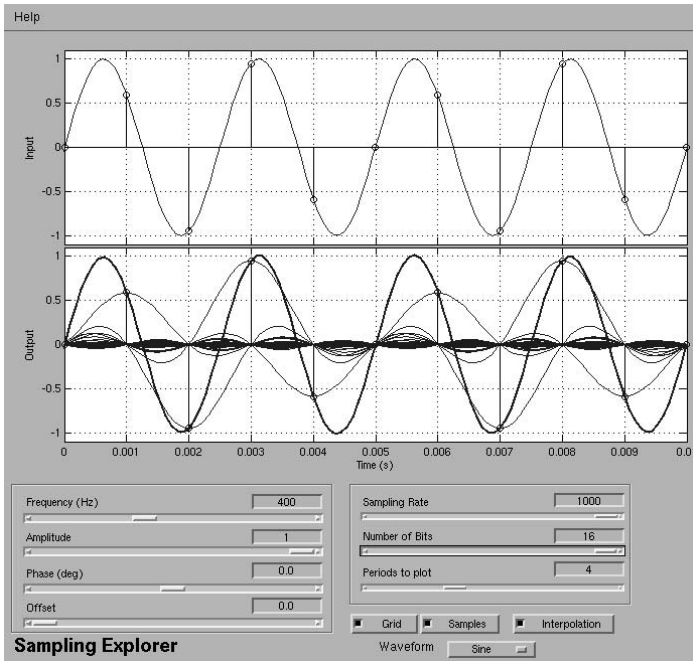 Help
1
0.5
0
-0.5
-1
Input
1
0.5
0
-0.5
-1
Output
0 0.001 0.002 0.003 0.004 0.005 0.006 0.007 0.008 0.009 0.0
Time (s)
Frequency (Hz) 400
Amplitude 1
Phase (deg) 0.0
Offset 0.0
Sampling Rate 1000
Number of Bits 16
Periods to plot 4
Grid Samples Interpolation
Sampling Explorer
Waveform Sine